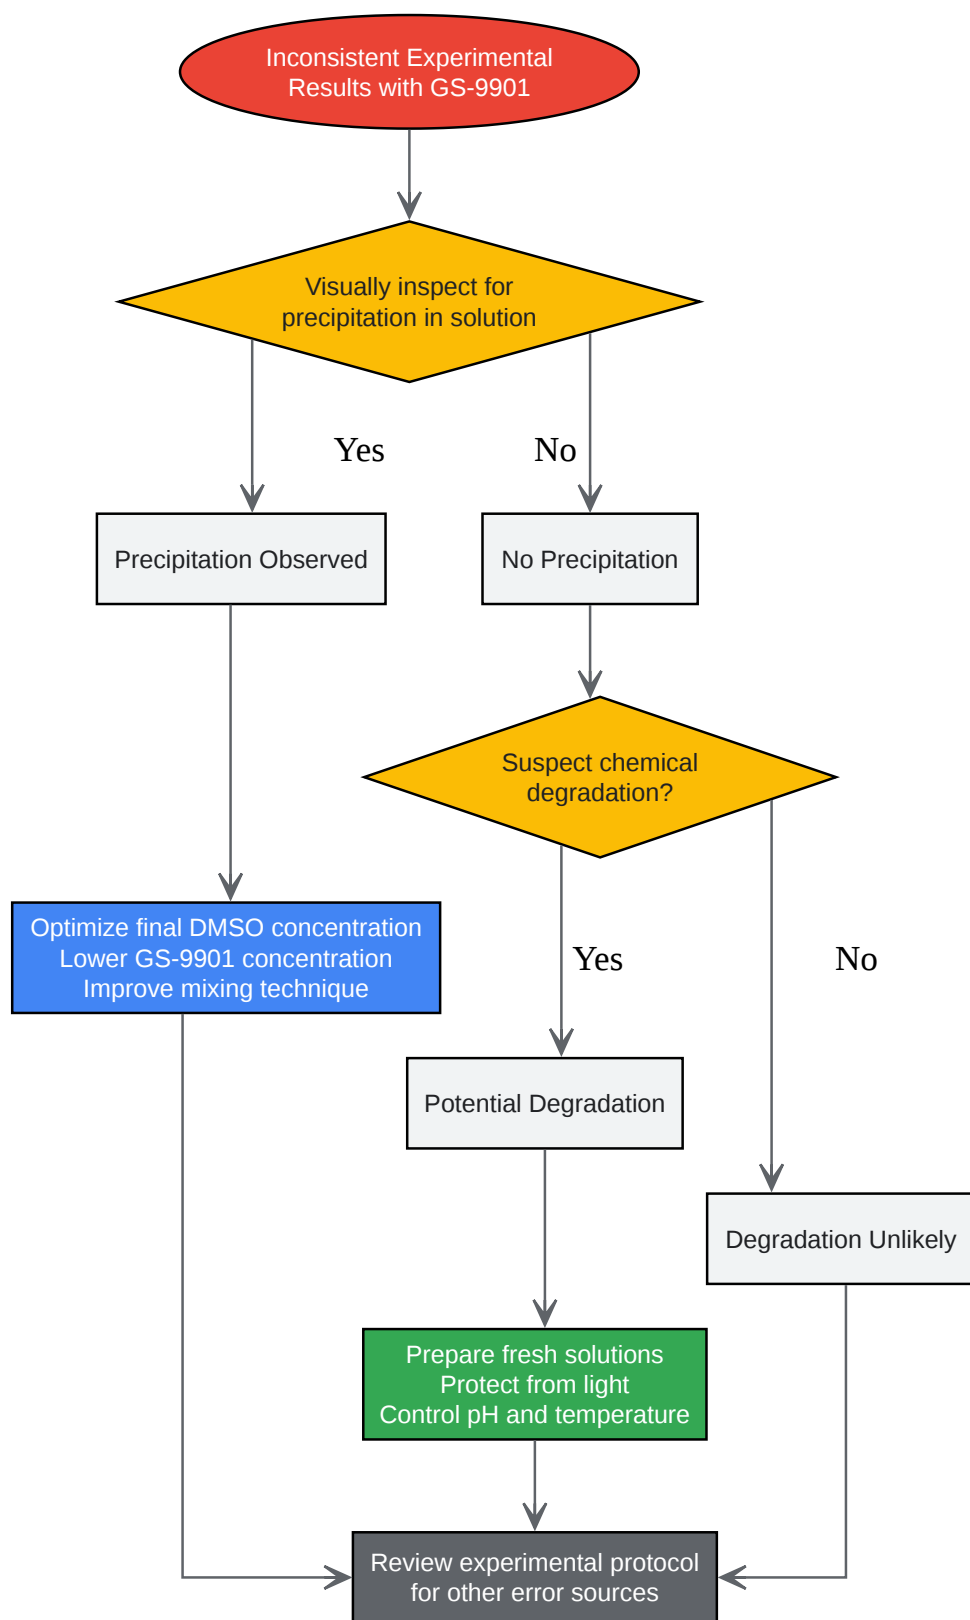 Inconsistent Experimental
Results with GS-9901
Visually inspect for
precipitation in solution
Yes
No
Precipitation Observed
No Precipitation
Suspect chemical
degradation?
Optimize final DMSO concentration
Lower GS-9901 concentration
Improve mixing technique
Yes
No
Potential Degradation
Degradation Unlikely
Prepare fresh solutions
Protect from light
Control pH and temperature
Review experimental protocol
for other error sources